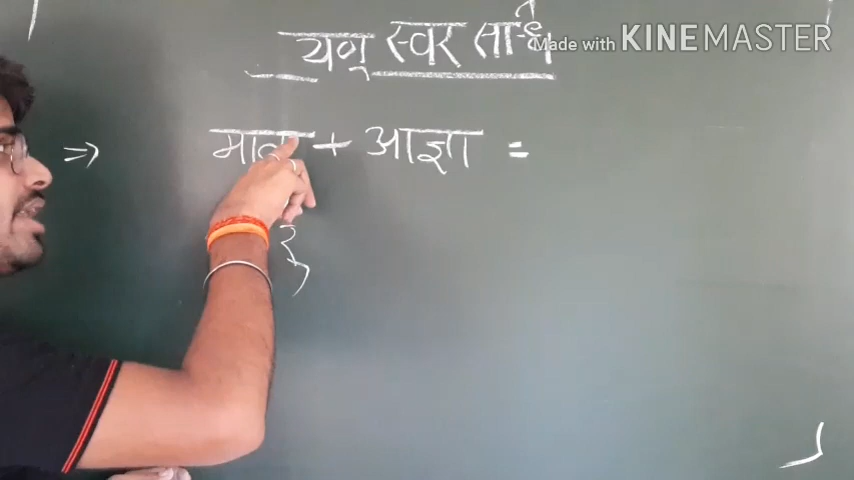 यण् स्वर सन्धि
Made with KINEMASTER
⇒ + आज्ञा =